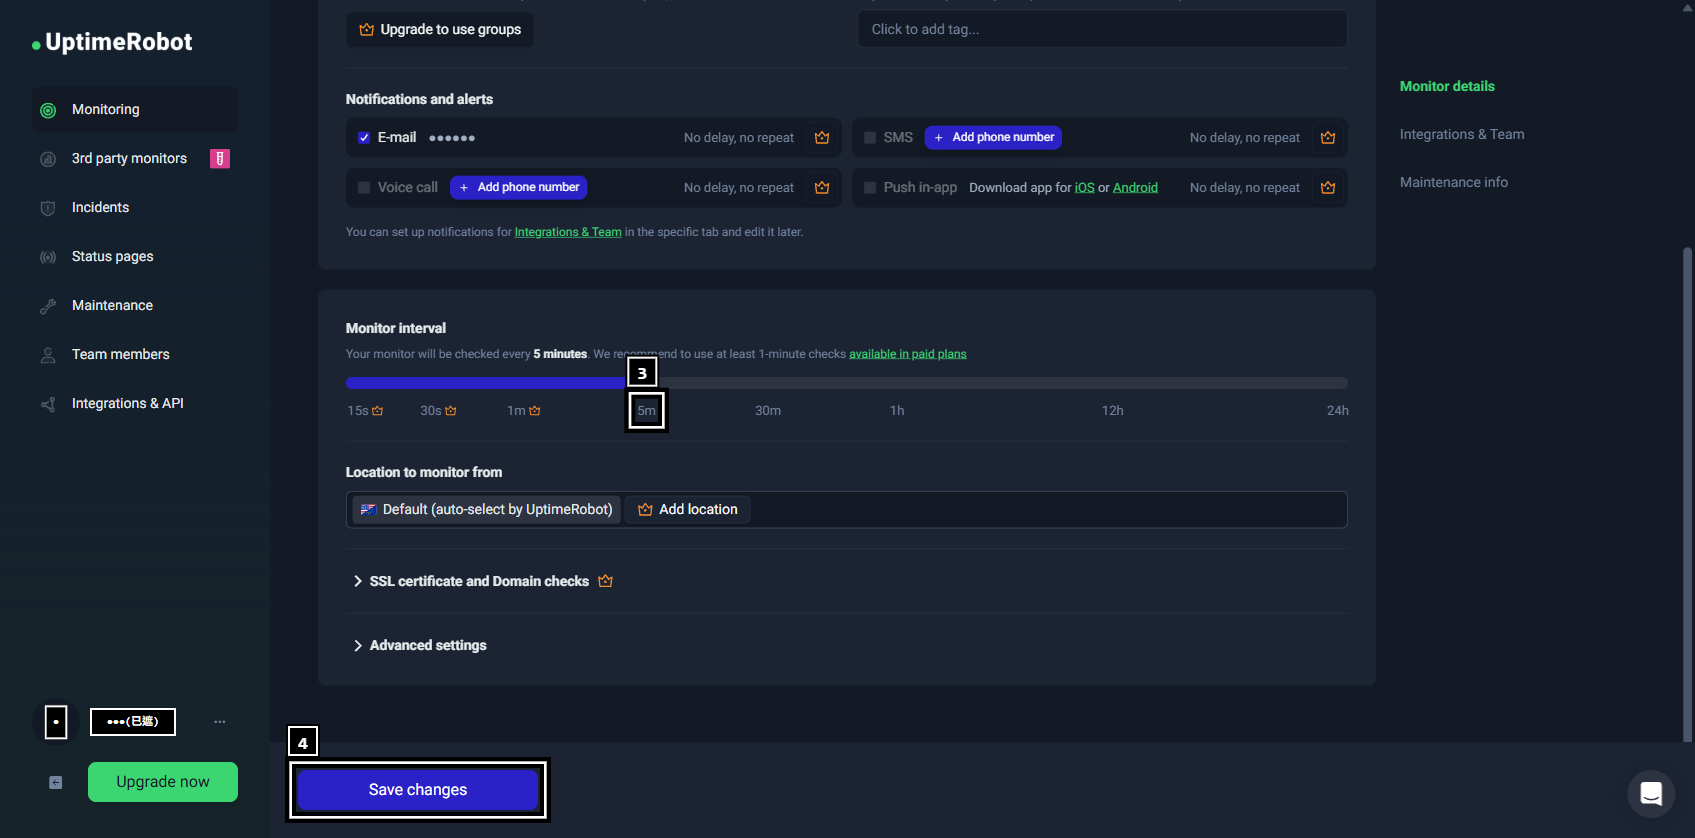 UptimeRobot
Monitoring
3rd party monitors
Incidents
Status pages
Maintenance
Team members
Integrations & API
•
•••(已遮)
...
Upgrade now
Upgrade to use groups
Click to add tag...
Notifications and alerts
E-mail ●●●●●● No delay, no repeat
SMS + Add phone number No delay, no repeat
Voice call + Add phone number No delay, no repeat
Push in-app Download app for iOS or Android No delay, no repeat
You can set up notifications for Integrations & Team in the specific tab and edit it later.
Monitor interval
Your monitor will be checked every 5 minutes. We recommend to use at least 1-minute checks available in paid plans
3
15s 30s 1m 5m 30m 1h 12h 24h
Location to monitor from
Default (auto-select by UptimeRobot) Add location
SSL certificate and Domain checks
Advanced settings
4
Save changes
Monitor details
Integrations & Team
Maintenance info